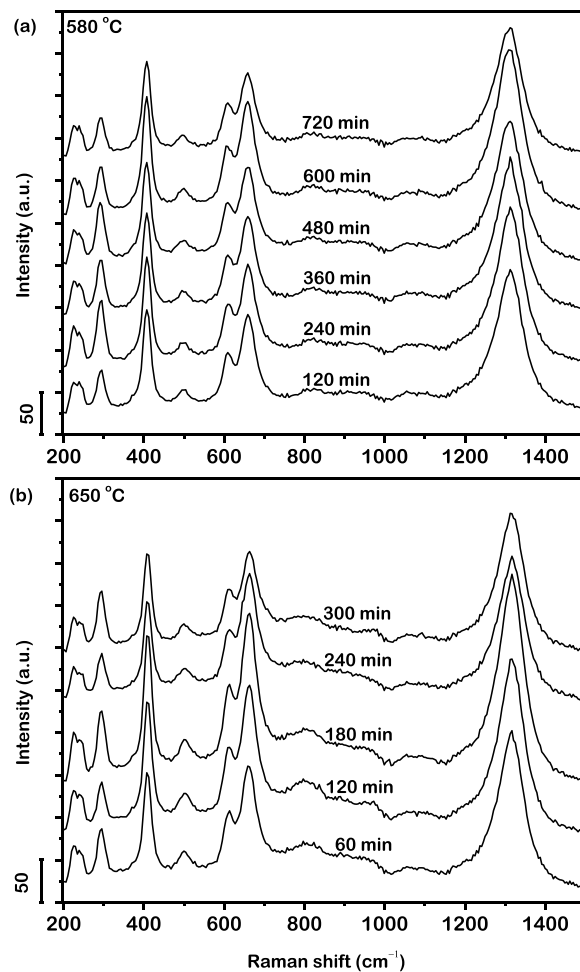 (a)
580 °C
720 min
600 min
480 min
360 min
240 min
120 min
Intensity (a.u.)
50
200 400 600 800 1000 1200 1400
(b)
650 °C
300 min
240 min
180 min
120 min
60 min
Intensity (a.u.)
50
200 400 600 800 1000 1200 1400
Raman shift (cm⁻¹)